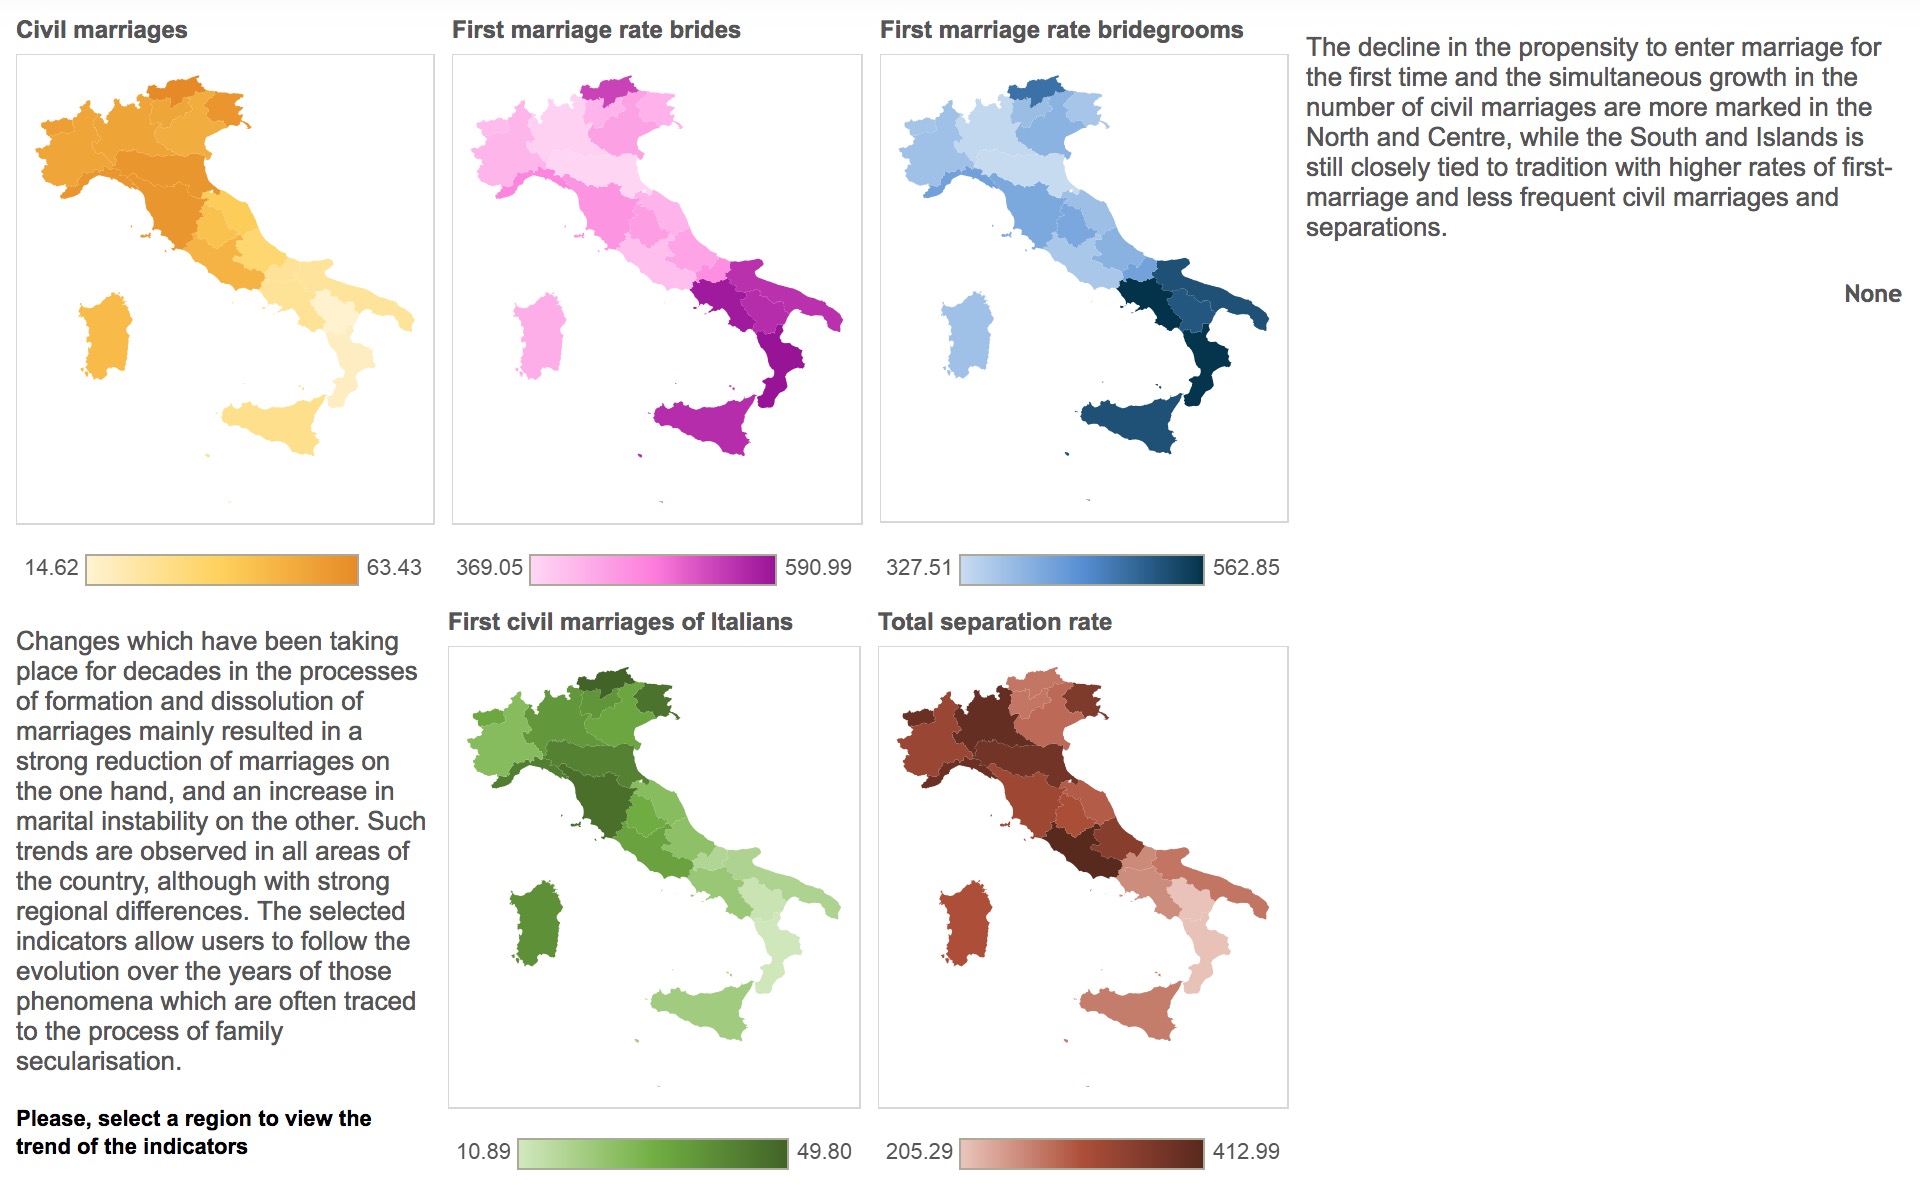 Civil marriages
First marriage rate brides
First marriage rate bridegrooms
The decline in the propensity to enter marriage for
the first time and the simultaneous growth in the
number of civil marriages are more marked in the
North and Centre, while the South and Islands is
still closely tied to tradition with higher rates of first-
marriage and less frequent civil marriages and
separations.
None
14.62
63.43
369.05
590.99
327.51
562.85
Changes which have been taking
place for decades in the processes
of formation and dissolution of
marriages mainly resulted in a
strong reduction of marriages on
the one hand, and an increase in
marital instability on the other. Such
trends are observed in all areas of
the country, although with strong
regional differences. The selected
indicators allow users to follow the
evolution over the years of those
phenomena which are often traced
to the process of family
secularisation.
Please, select a region to view the
trend of the indicators
First civil marriages of Italians
Total separation rate
10.89
49.80
205.29
412.99